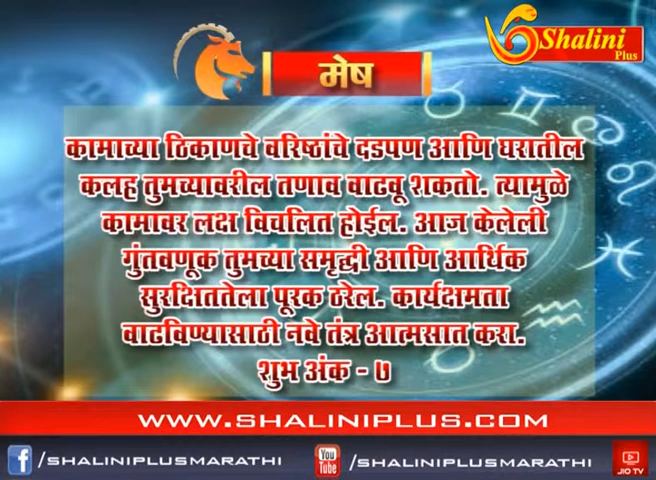 Shalini
Plus
मेष
कामाच्या ठिकाणचे वरिष्ठांचे दडपण आणि घरातील
कलह तुमच्यावरील तणाव वाढवू शकतो. त्यामुळे
कामावर लक्ष विचलित होईल. आज केलेली
गुंतवणूक तुमच्या समृद्धी आणि आर्थिक
सुरक्षिततेला पूरक ठरेल. कार्यक्षमता
वाढविण्यासाठी नवे तंत्र आत्मसात करा.
शुभ अंक - ७
WWW.SHALINIPLUS.COM
f /SHALINIPLUSMARATHI
You Tube /SHALINIPLUSMARATHI
JIO TV